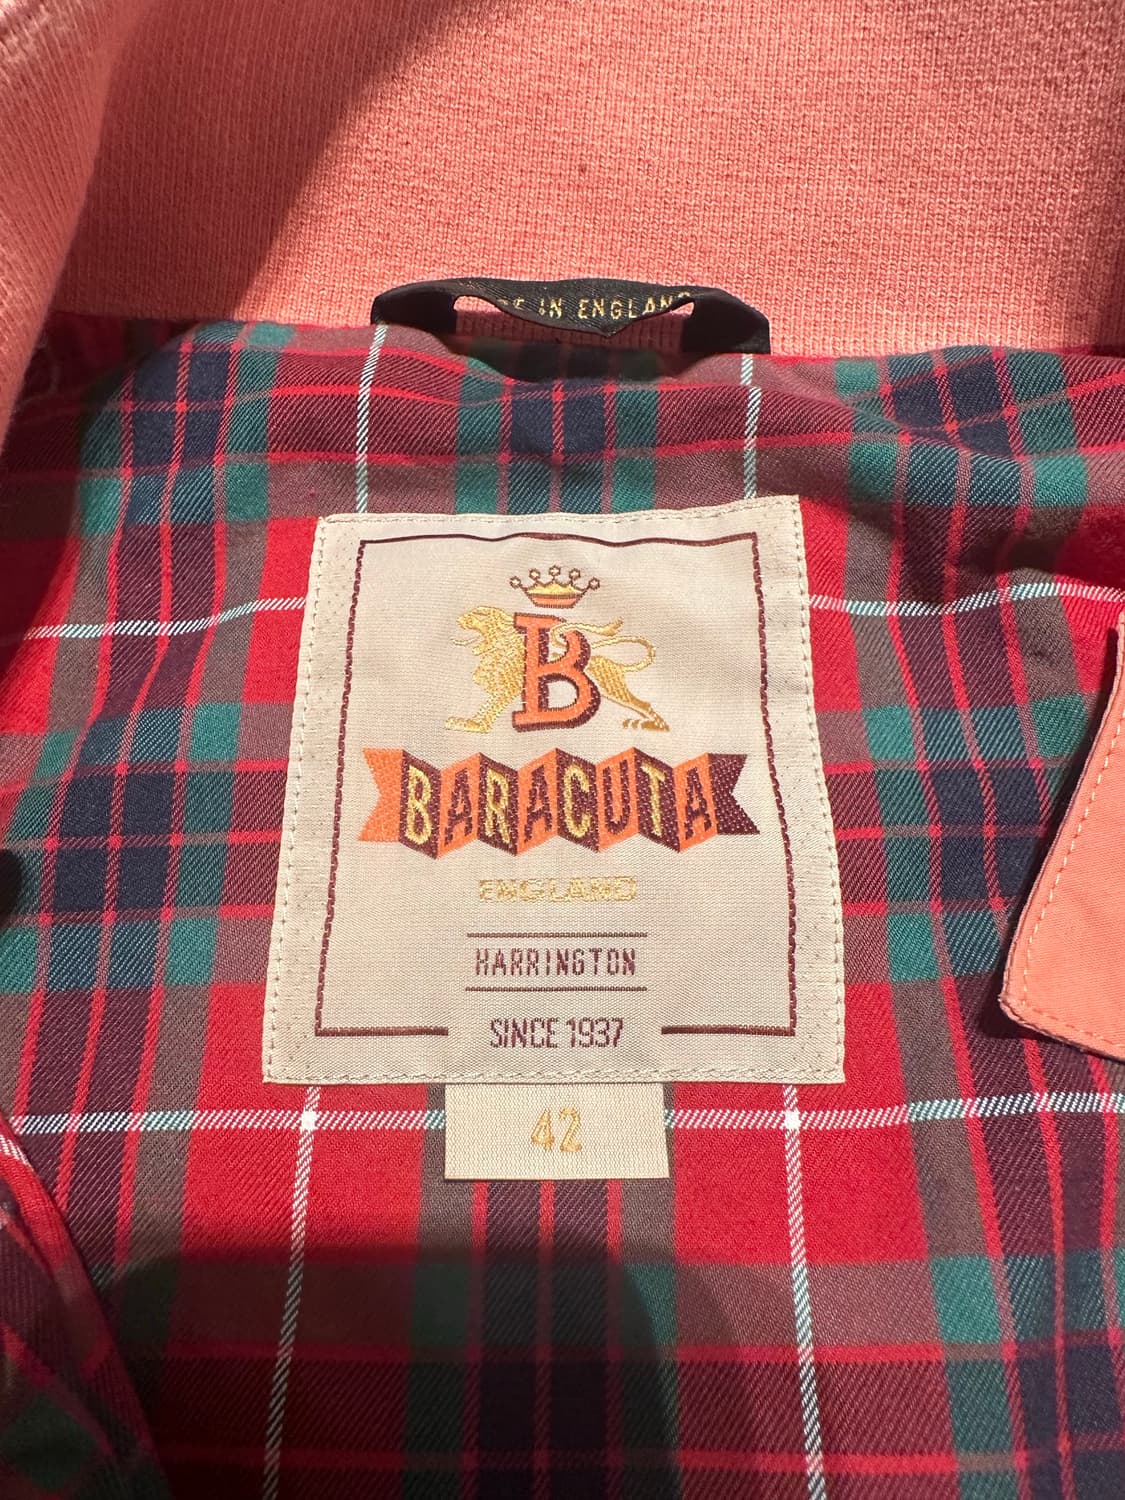 IN ENGLAND
B
BARACUTA
ENGLAND
HARRINGTON
SINCE 1937
42